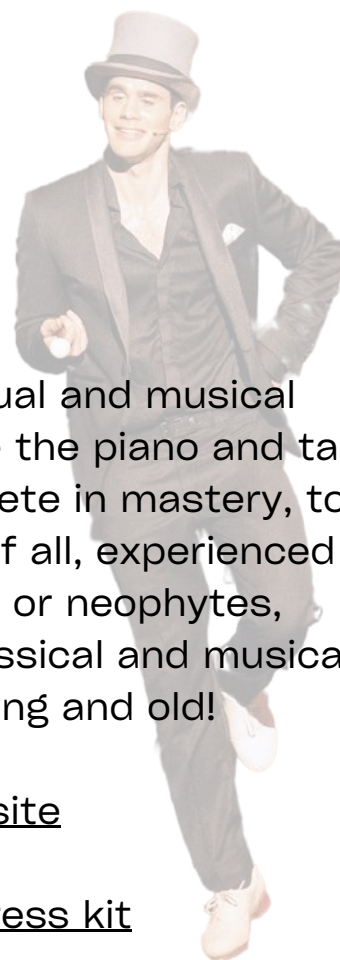 ual and musical
the piano and ta
ete in mastery, to
f all, experienced
or neophytes,
ssical and musica
ng and old!
site
ress kit